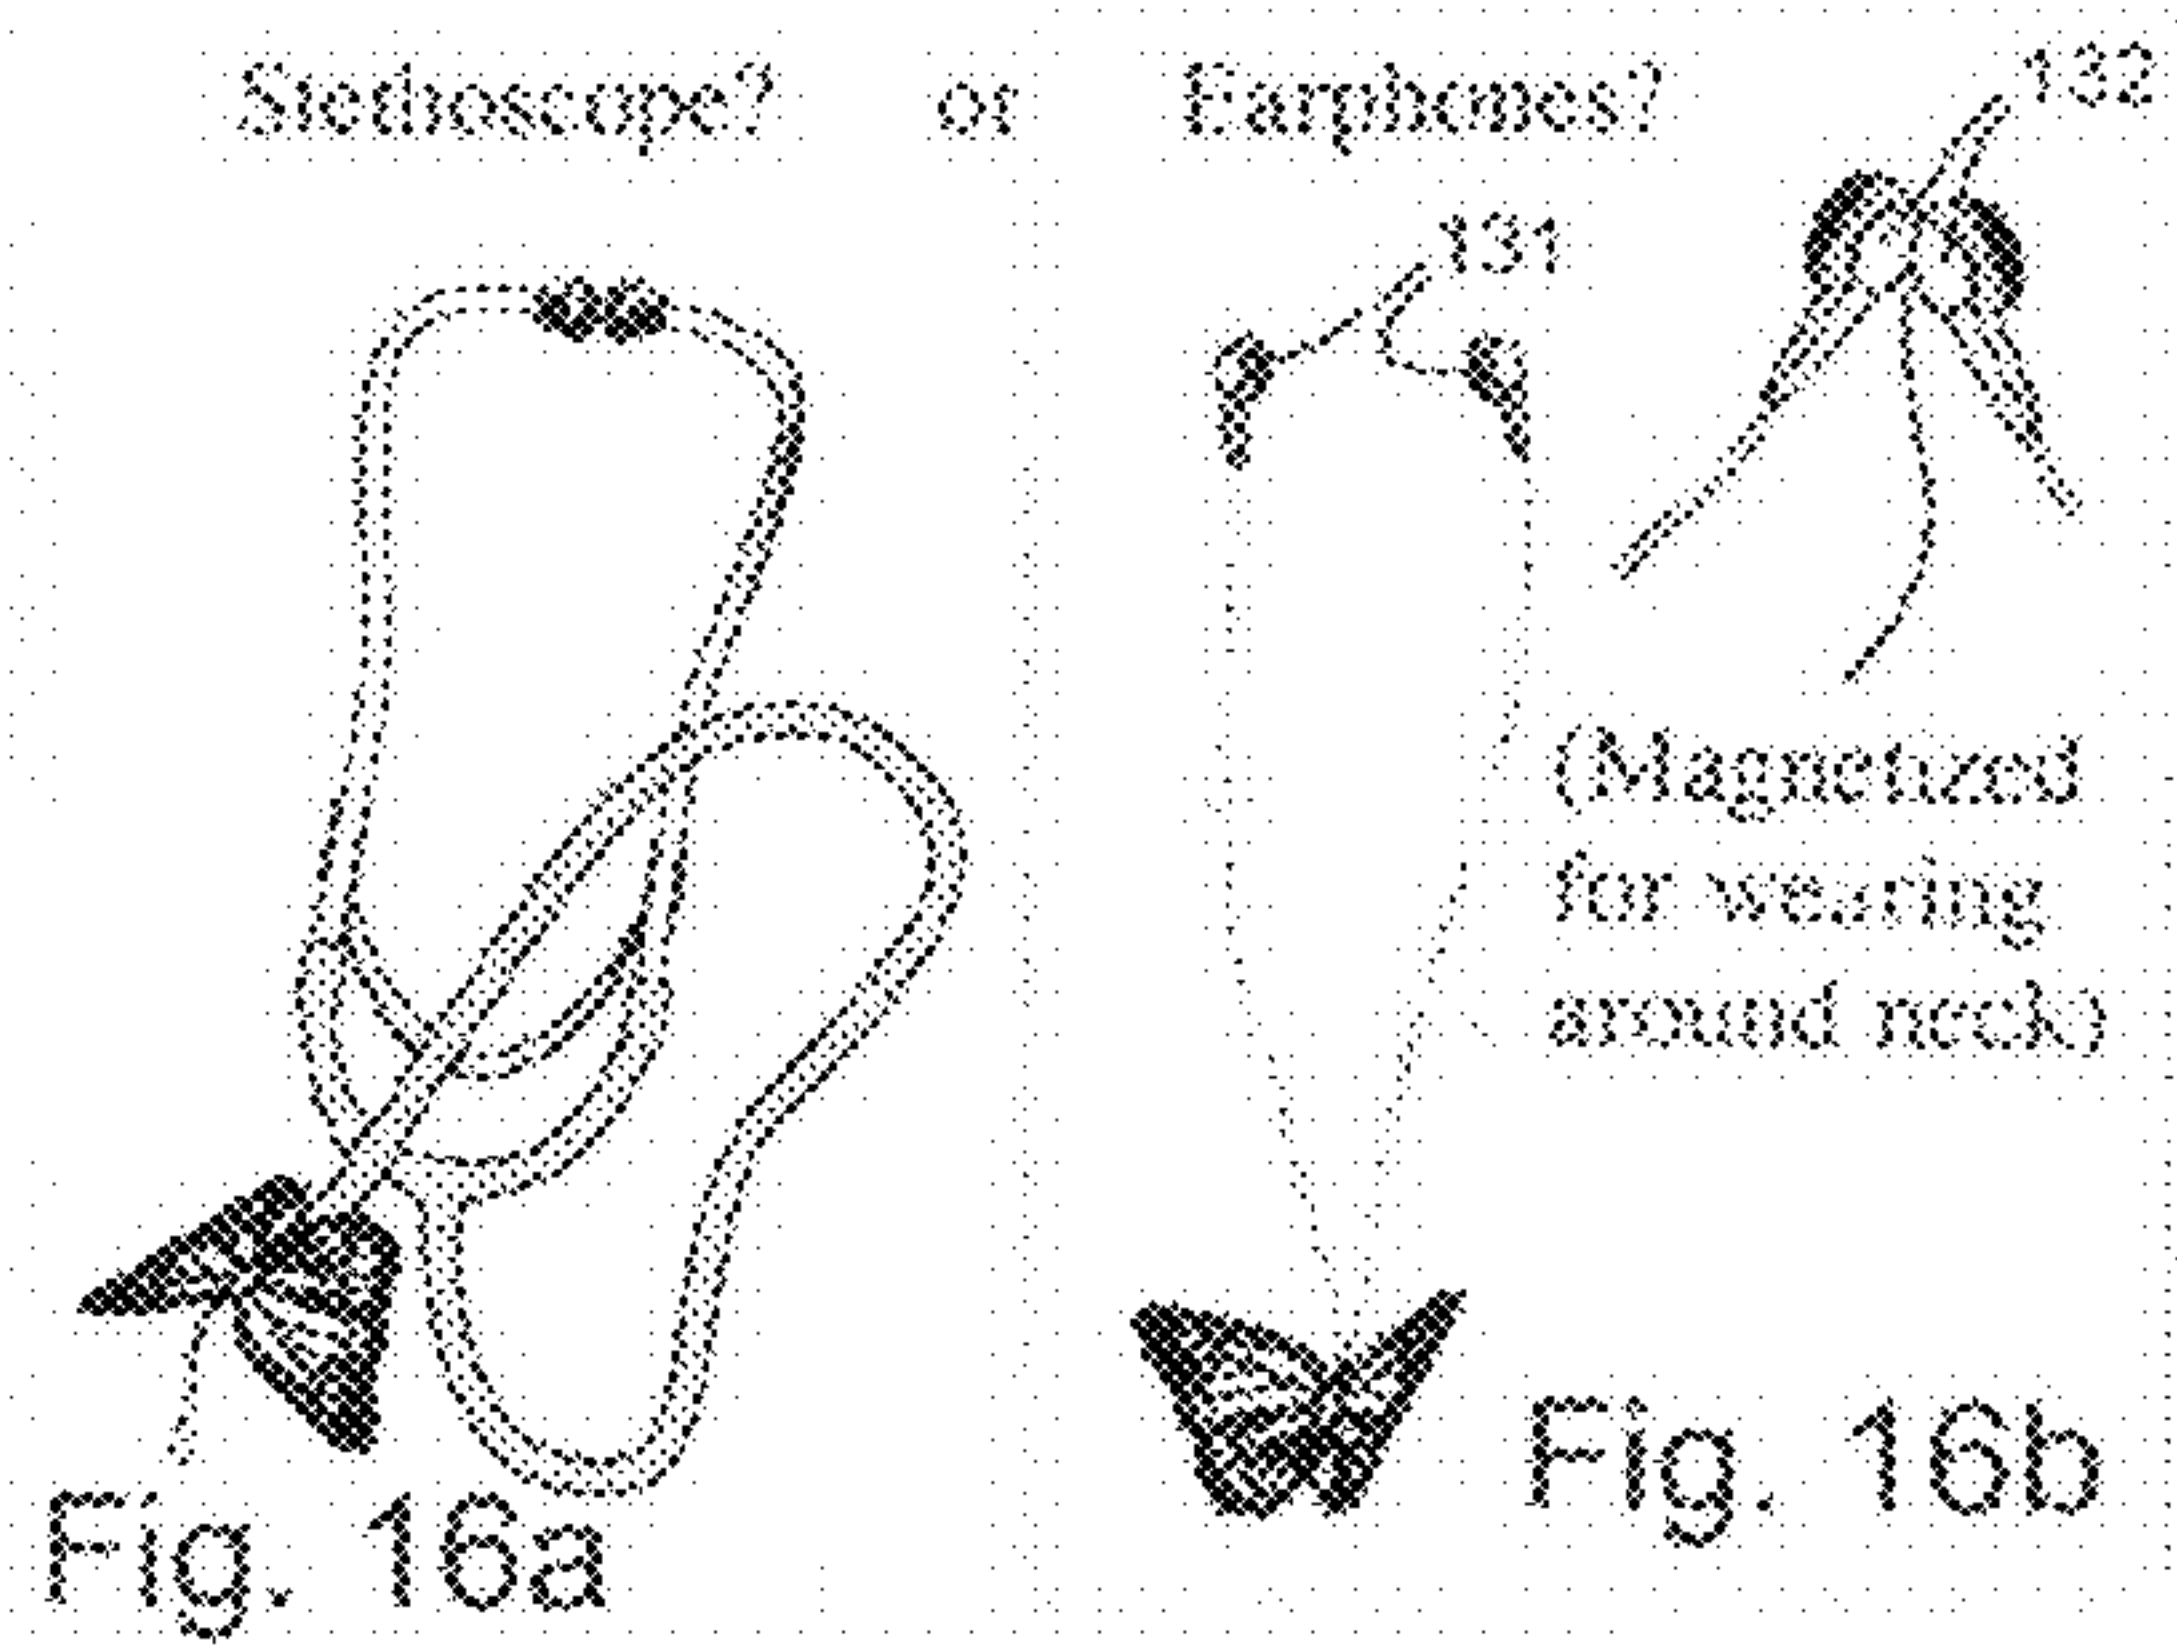 Stethoscope? or Earphones?
132
131
(Magnetized
for wearing
around neck)
Fig. 16a
Fig. 16b